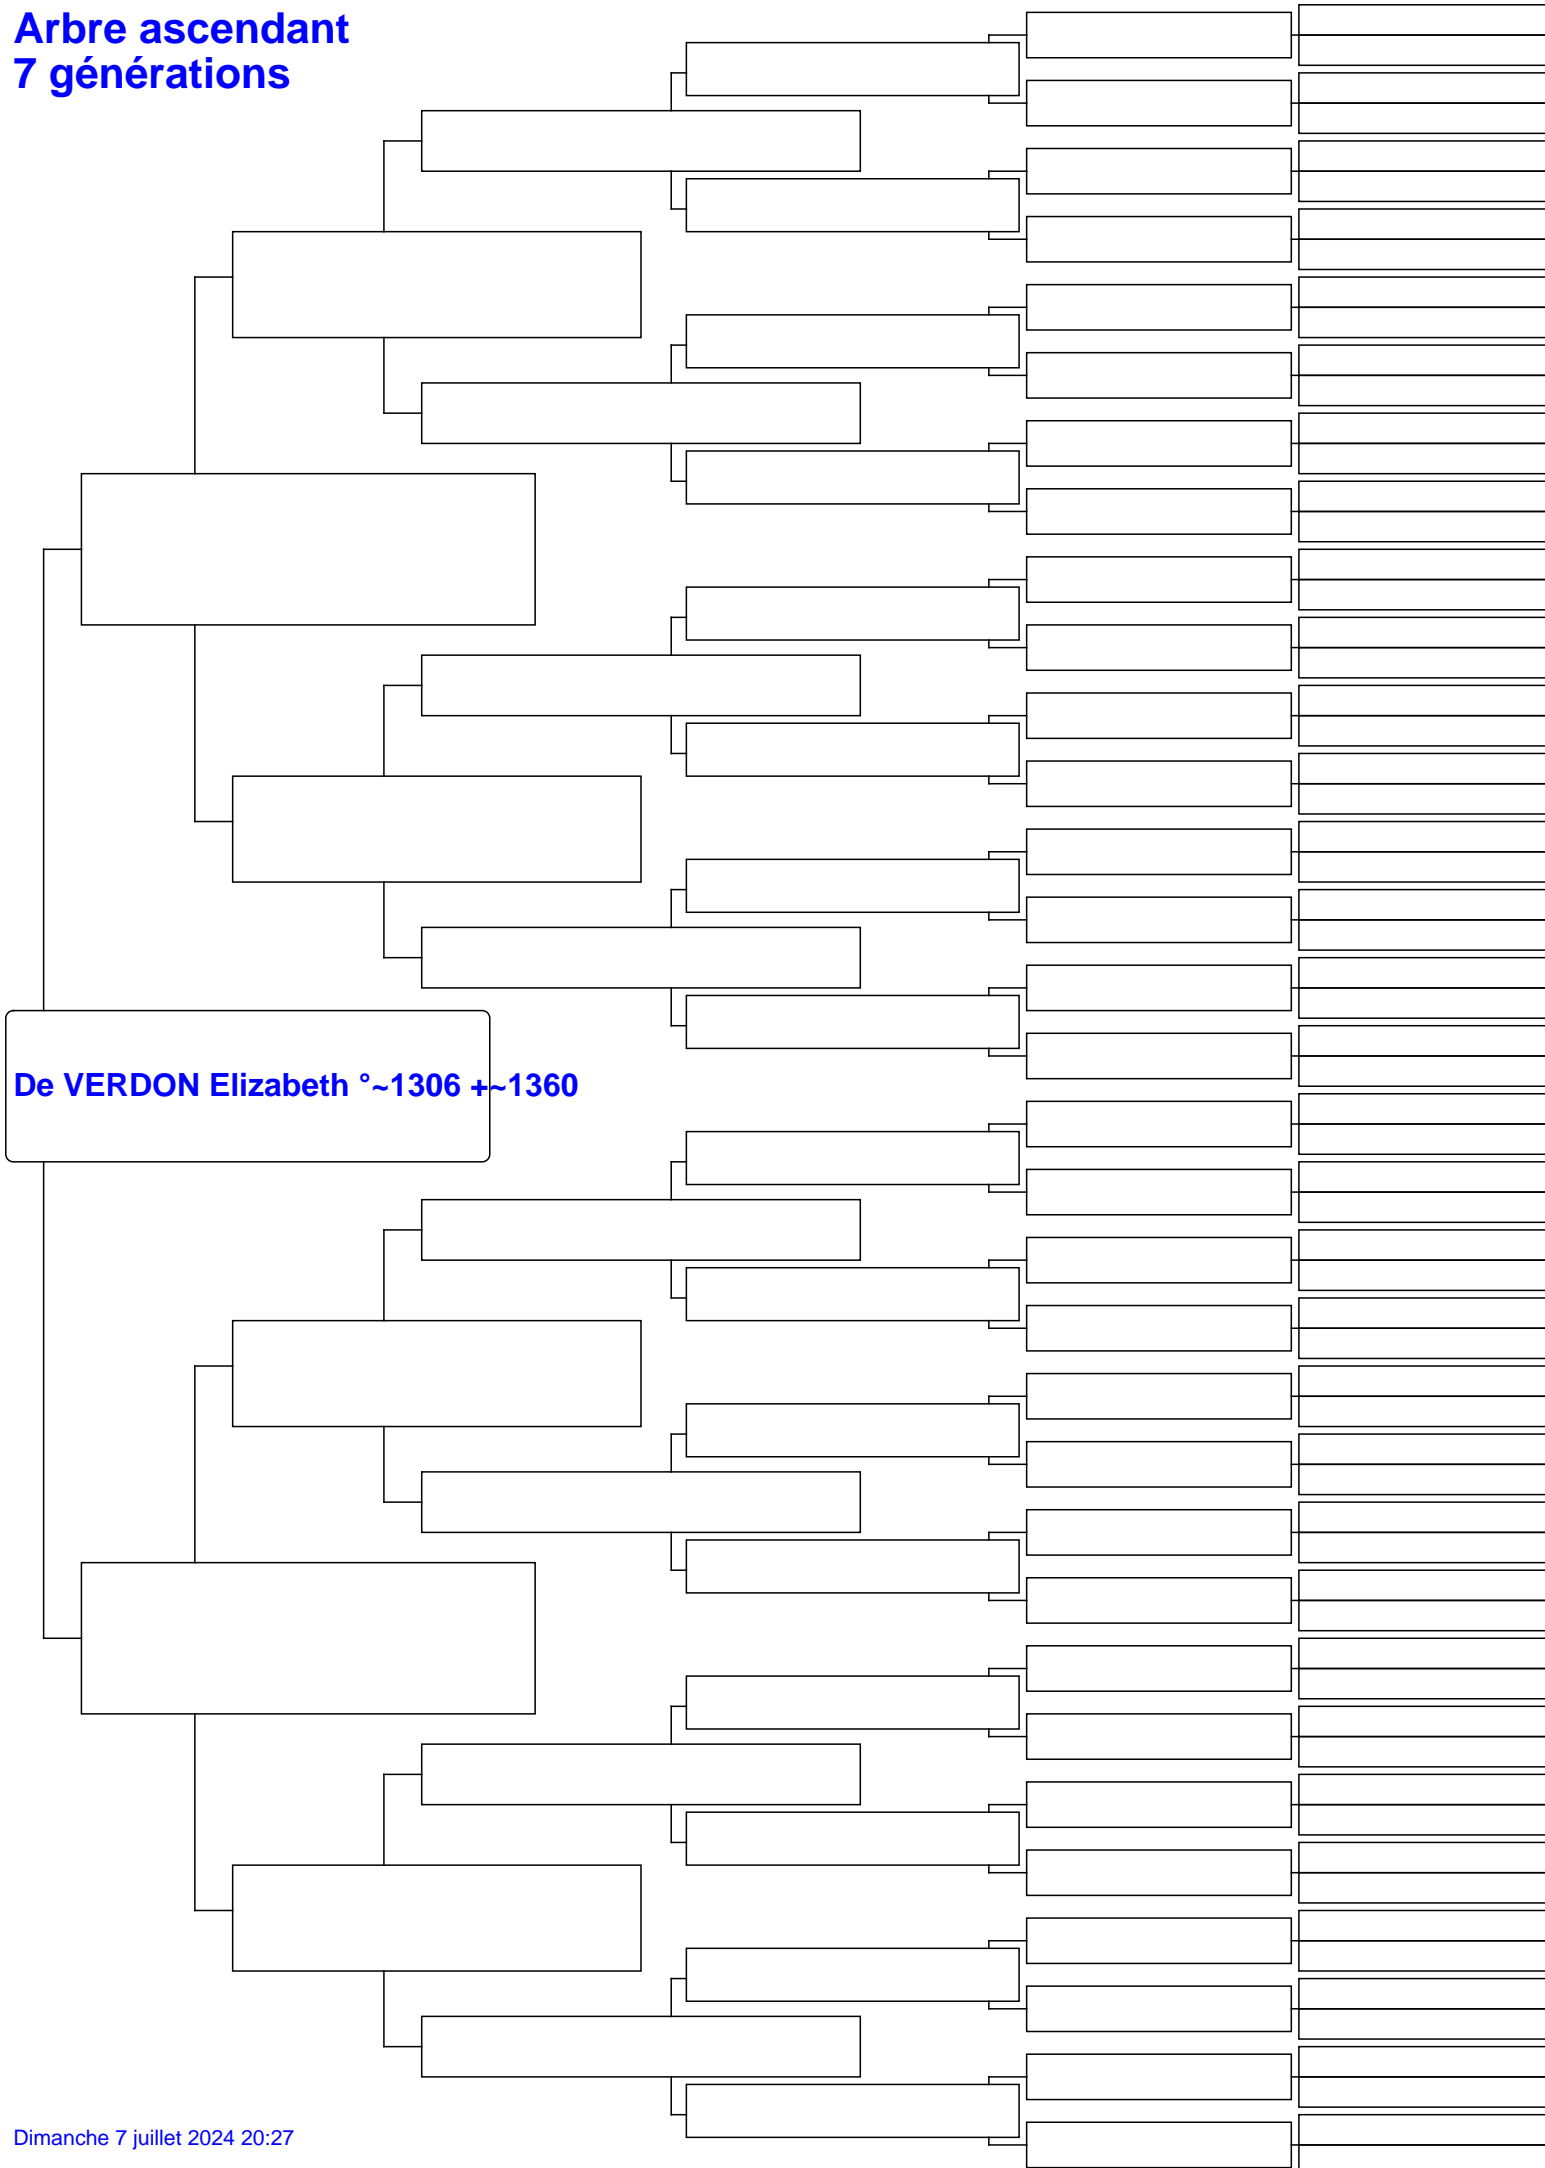 Arbre ascendant
7 générations
De VERDON Elizabeth °~1306 +~1360
Dimanche 7 juillet 2024 20:27